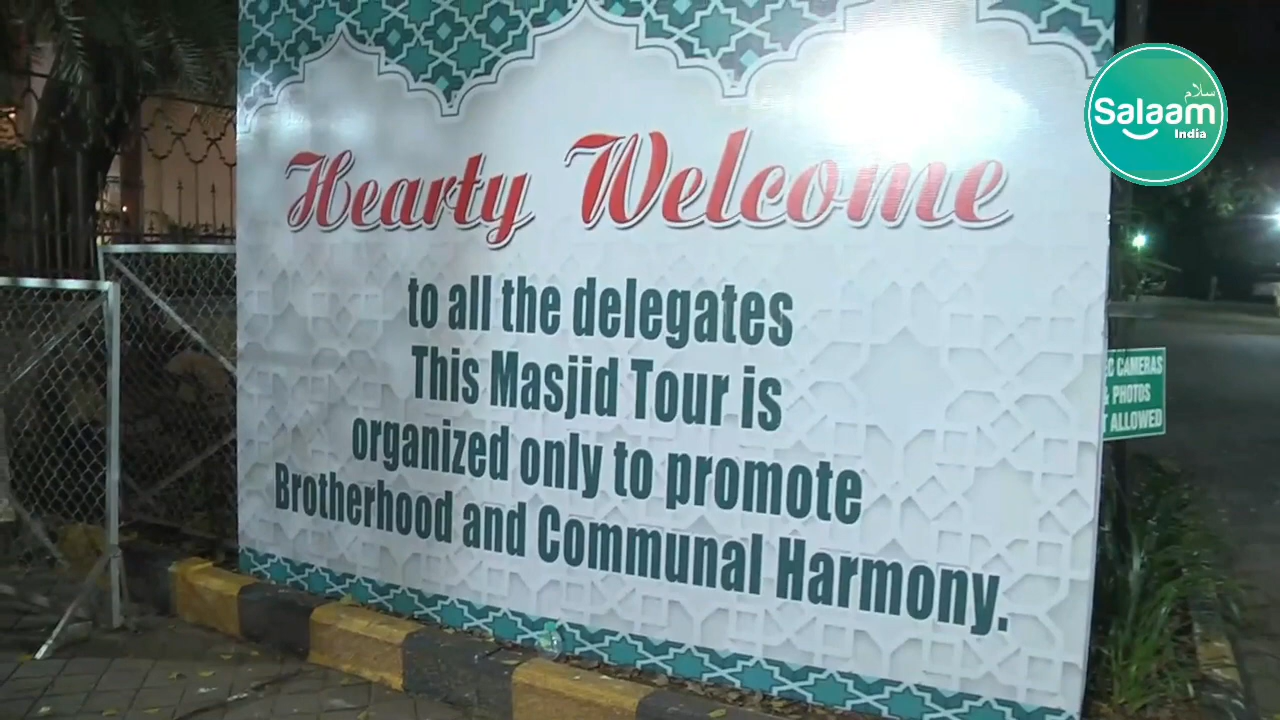 سلام
Salaam
India
Hearty Welcome
to all the delegates
This Masjid Tour is
organized only to promote
Brotherhood and Communal Harmony.
CAMERAS
& PHOTOS
ALLOWED